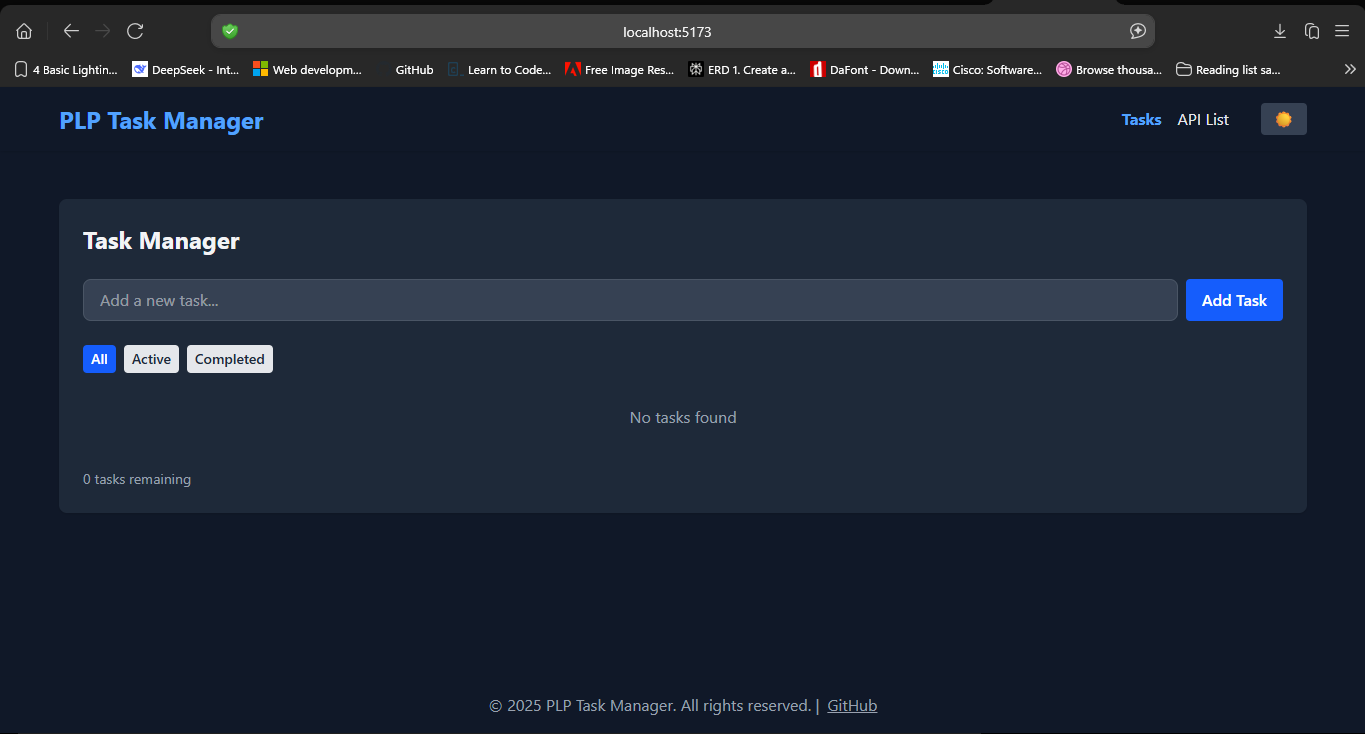 localhost:5173
4 Basic Lightin... DeepSeek - Int... Web developm... GitHub Learn to Code... Free Image Res... ERD 1. Create a... DaFont - Down... Cisco: Software... Browse thousa... Reading list sa...
PLP Task Manager Tasks API List
Task Manager
Add a new task... Add Task
All Active Completed
No tasks found
0 tasks remaining
© 2025 PLP Task Manager. All rights reserved. | GitHub